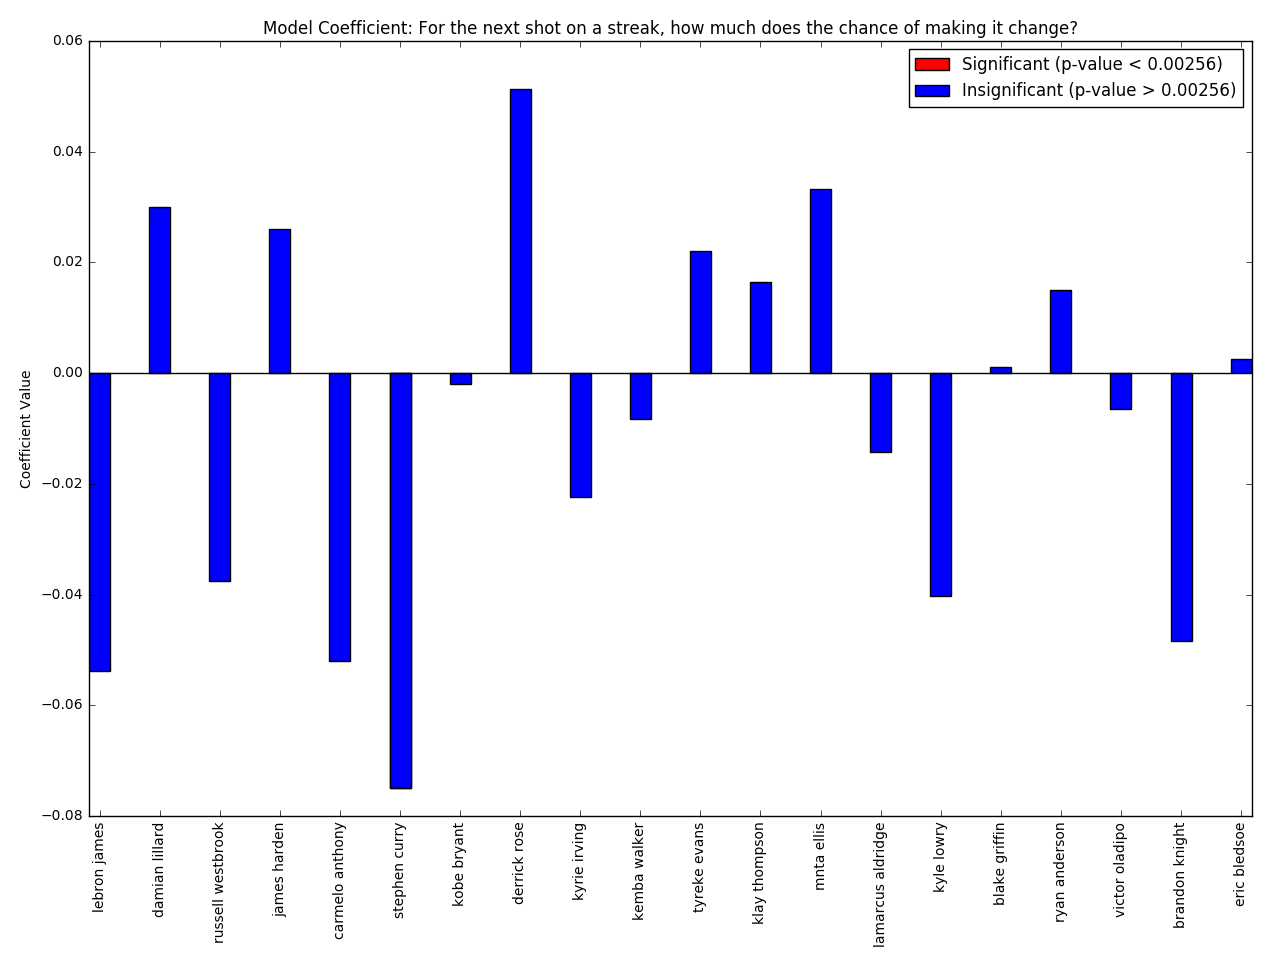 Model Coefficient: For the next shot on a streak, how much does the chance of making it change?
Significant (p-value < 0.00256)
Insignificant (p-value > 0.00256)
0.06
0.04
0.02
0.00
−0.02
−0.04
−0.06
−0.08
Coefficient Value
lebron james
damian lillard
russell westbrook
james harden
carmelo anthony
stephen curry
kobe bryant
derrick rose
kyrie irving
kemba walker
tyreke evans
klay thompson
mnta ellis
lamarcus aldridge
kyle lowry
blake griffin
ryan anderson
victor oladipo
brandon knight
eric bledsoe